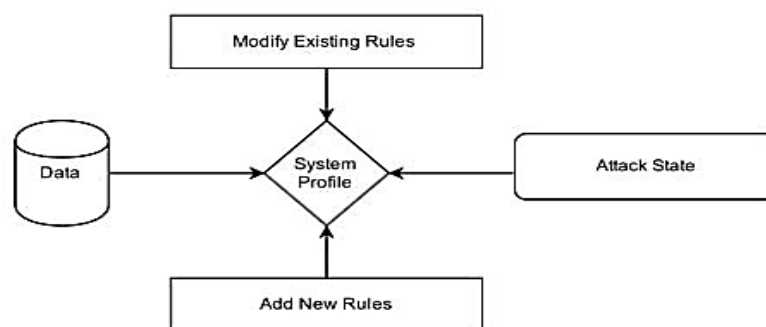 Modify Existing Rules
Data
System
Profile
Attack State
Add New Rules